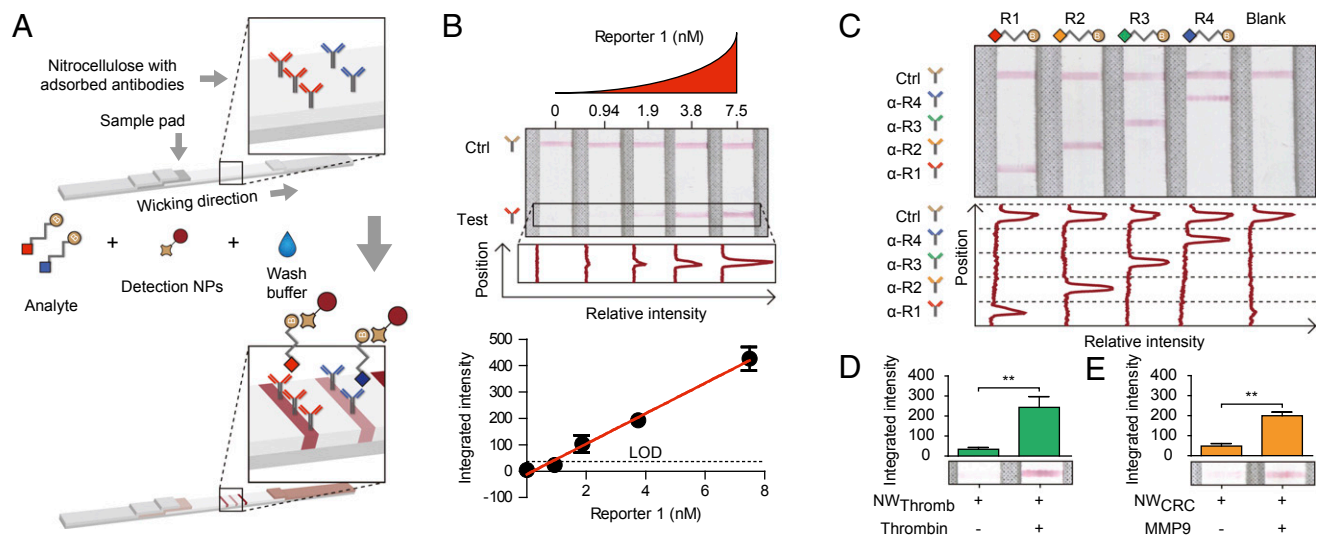 A
Nitrocellulose with
adsorbed antibodies
Sample pad
Wicking direction
+
+
Analyte
Detection NPs
Wash
buffer
B
Reporter 1 (nM)
0
0.94
1.9
3.8
7.5
Ctrl
Test
Position
Relative intensity
Integrated intensity
500
400
300
200
100
0
-100
LOD
2
4
6
8
Reporter 1 (nM)
C
R1
R2
R3
R4
Blank
B
B
B
B
Ctrl
α-R4
α-R3
α-R2
α-R1
Ctrl
α-R4
α-R3
α-R2
α-R1
Position
Relative intensity
D
Integrated intensity
400
300
200
100
0
**
NWThromb
+
+
Thrombin
-
+
E
Integrated intensity
400
300
200
100
0
**
NWCRC
+
+
MMP9
-
+